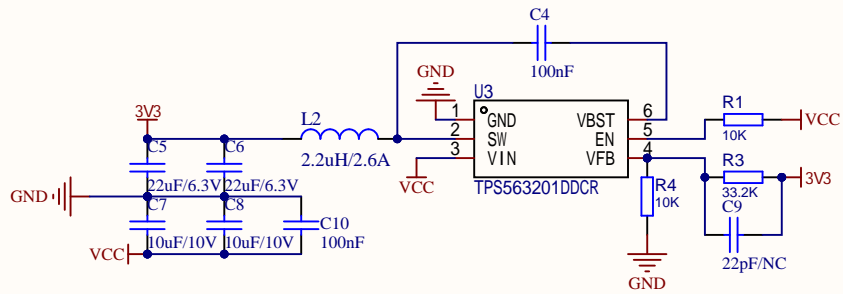 C4
100nF
GND
U3
3V3
L2
2.2uH/2.6A
1
2
3
GND
SW
VIN
VBST
EN
VFB
6
5
4
TPS563201DDCR
VCC
R1
10K
VCC
C5
22uF/6.3V
C6
22uF/6.3V
GND
C7
10uF/10V
C8
10uF/10V
C10
100nF
VCC
R4
10K
GND
R3
33.2K
3V3
C9
22pF/NC